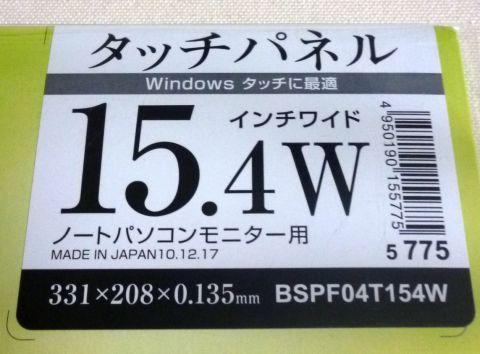 タッチパネル
Windows タッチに最適
15.4W
インチワイド
ノートパソコンモニター用
MADE IN JAPAN10.12.17
4 950190 155775
5 775
331×208×0.135mm BSPF04T154W